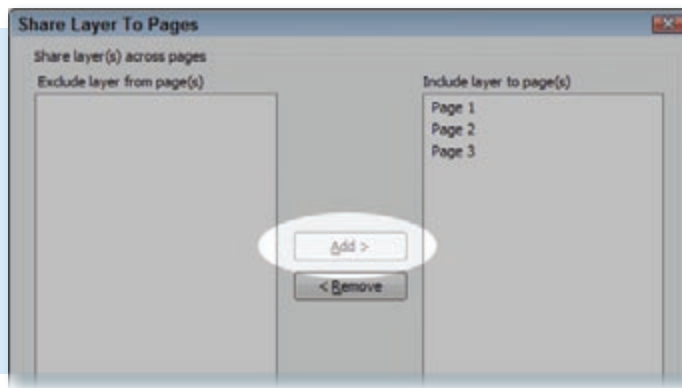 Share Layer To Pages
Share layer(s) across pages
Exclude layer from page(s)
Include layer to page(s)
Page 1
Page 2
Page 3
Add >
< Remove